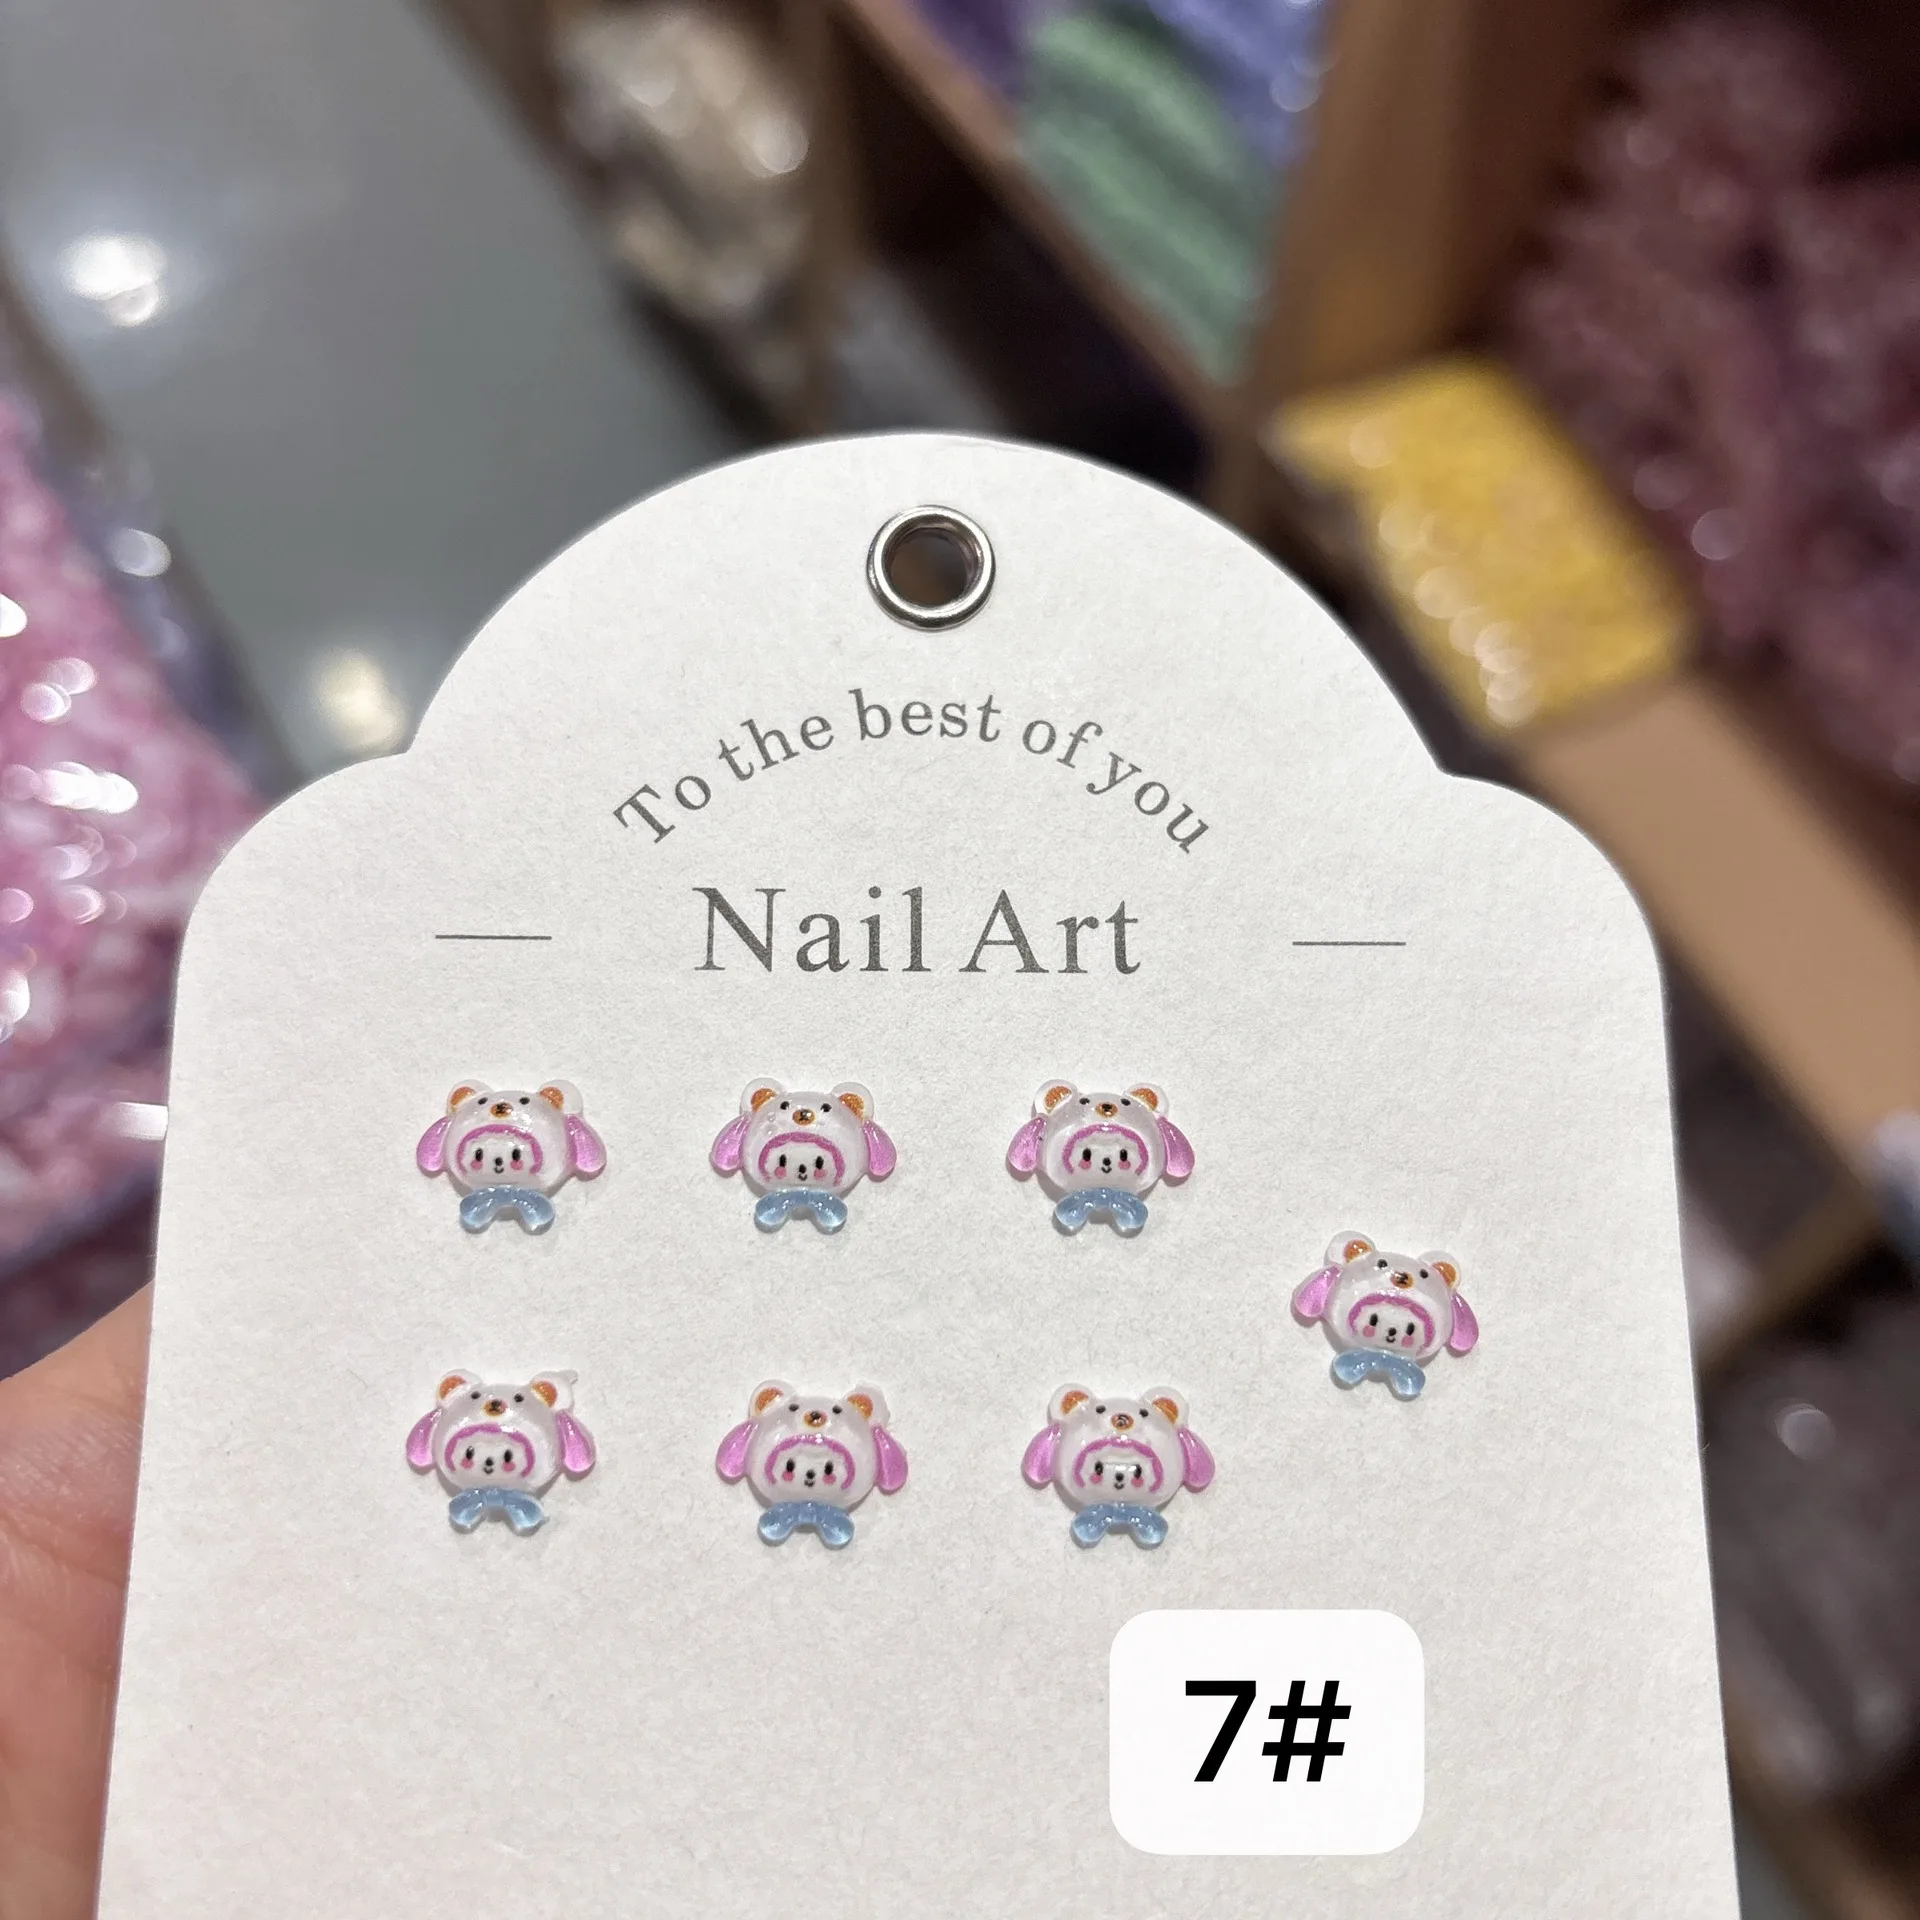 To the best of you
Nail Art
7#